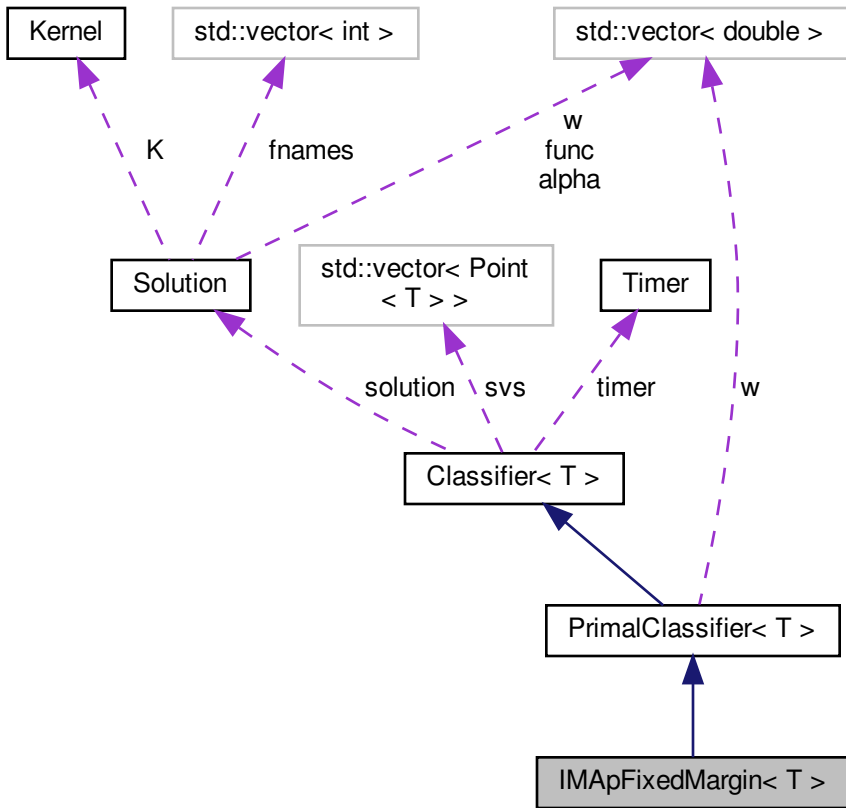 Kernel
std::vector< int >
std::vector< double >
K
fnames
w
func
alpha
Solution
std::vector< Point
< T > >
Timer
solution
svs
timer
w
Classifier< T >
PrimalClassifier< T >
IMApFixedMargin< T >